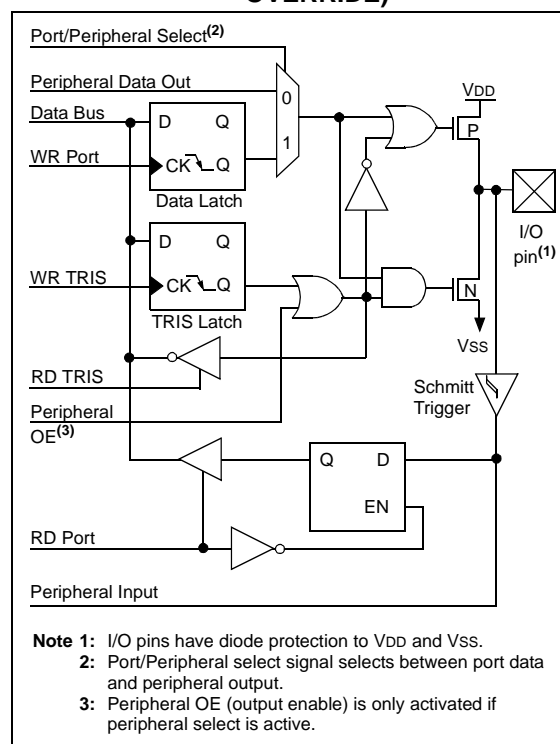 OVERRIDE)
Port/Peripheral Select(2)
Peripheral Data Out
Data Bus
WR Port
D Q
CK Q
Data Latch
0
1
VDD
P
I/O
pin(1)
WR TRIS
D Q
CK Q
TRIS Latch
N
VSS
RD TRIS
Peripheral
OE(3)
Schmitt
Trigger
Q D
EN
RD Port
Peripheral Input
Note 1: I/O pins have diode protection to VDD and VSS.
2: Port/Peripheral select signal selects between port data
and peripheral output.
3: Peripheral OE (output enable) is only activated if
peripheral select is active.